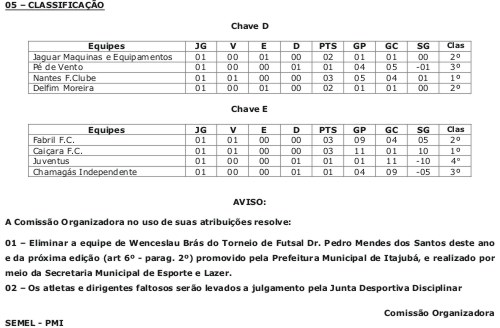 05 – CLASSIFICAÇÃO
Chave D
Equipes JG V E D PTS GP GC SG Clas
Jaguar Maquinas e Equipamentos 01 00 01 00 02 01 01 00 2º
Pé de Vento 01 00 00 01 01 04 05 -01 3º
Nantes F.Clube 01 01 00 00 03 05 04 01 1º
Delfim Moreira 01 00 01 00 02 01 01 00 2º
Chave E
Equipes JG V E D PTS GP GC SG Clas
Fabril F.C. 01 01 00 00 03 09 04 05 2º
Caiçara F.C. 01 01 00 00 03 11 01 10 1º
Juventus 01 00 00 01 01 01 11 -10 4°
Chamagás Independente 01 00 00 01 01 04 09 -05 3º
AVISO:
A Comissão Organizadora no uso de suas atribuições resolve:
01 – Eliminar a equipe de Wenceslau Brás do Torneio de Futsal Dr. Pedro Mendes dos Santos deste ano
e da próxima edição (art 6º - parag. 2º) promovido pela Prefeitura Municipal de Itajubá, e realizado por
meio da Secretaria Municipal de Esporte e Lazer.
02 – Os atletas e dirigentes faltosos serão levados a julgamento pela Junta Desportiva Disciplinar
Comissão Organizadora
SEMEL - PMI